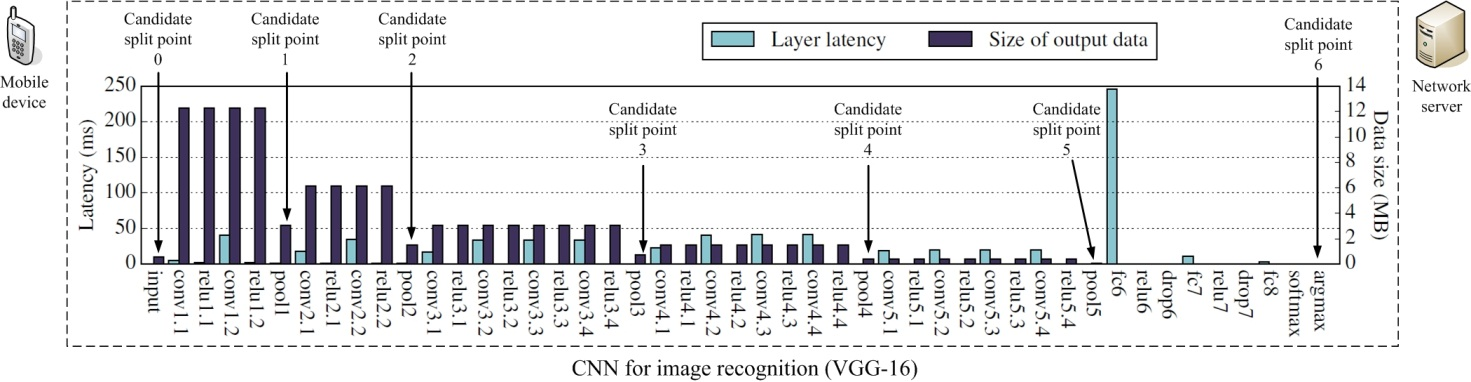 Candidate
split point
0
Candidate
split point
1
Candidate
split point
2
Layer latency
Size of output data
Candidate
split point
6
Mobile
device
Network
server
Candidate
split point
3
Candidate
split point
4
Candidate
split point
5
Latency (ms)
250
200
150
100
50
0
Data size (MB)
14
12
10
8
6
4
2
0
input
conv1.1
relu1.1
conv1.2
relu1.2
pool1
conv2.1
relu2.1
conv2.2
relu2.2
pool2
conv3.1
relu3.1
conv3.2
relu3.2
conv3.3
relu3.3
conv3.4
relu3.4
pool3
conv4.1
relu4.1
conv4.2
relu4.2
conv4.3
relu4.3
conv4.4
relu4.4
pool4
conv5.1
relu5.1
conv5.2
relu5.2
conv5.3
relu5.3
conv5.4
relu5.4
pool5
fc6
relu6
drop6
fc7
relu7
drop7
fc8
softmax
argmax
CNN for image recognition (VGG-16)